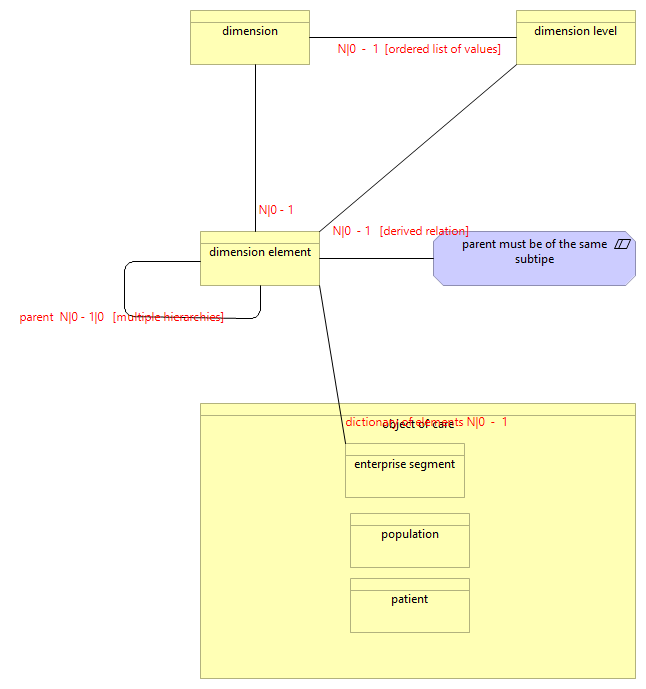 dimension
dimension level
N|0 - 1 [ordered list of values]
N|0 - 1
N|0 - 1 [derived relation]
dimension element
parent must be of the same
subtipe
parent N|0 - 1|0 [multiple hierarchies]
dictionary of elements N|0 - 1
object of care
enterprise segment
population
patient